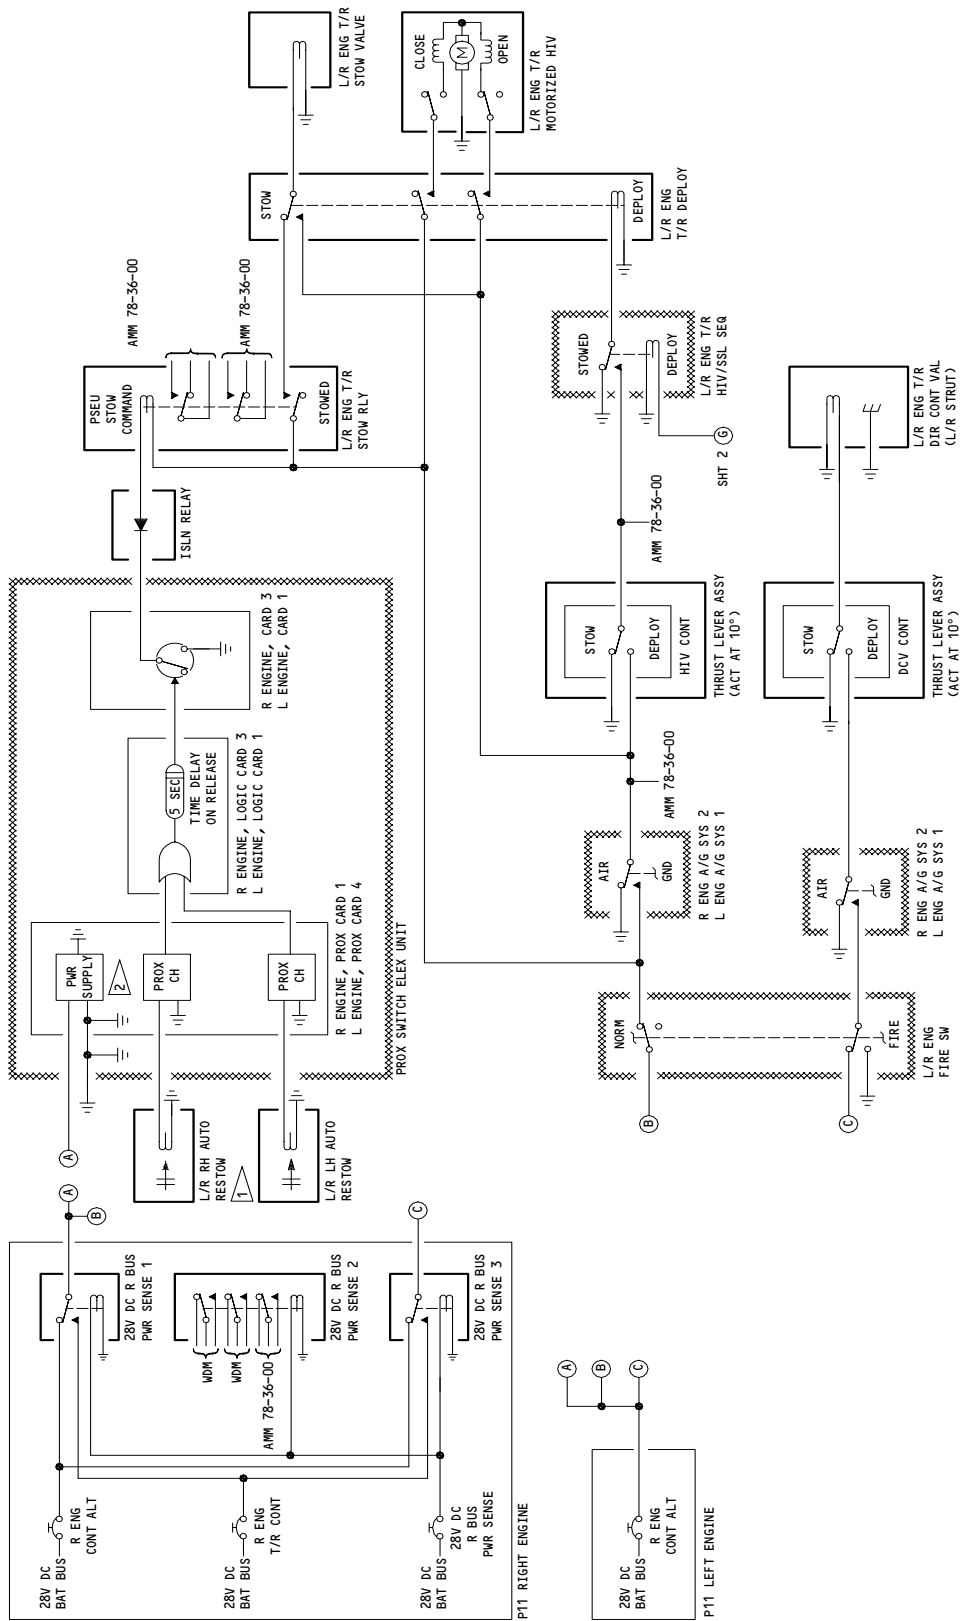 28V DC
BAT BUS
R ENG
CONT ALT
28V DC
BAT BUS
R ENG
T/R CONT
28V DC
BAT BUS
28V DC
R BUS
PWR SENSE
P11 RIGHT ENGINE
28V DC R BUS
PWR SENSE 1
WDM
WDM
AMM 78-36-00
28V DC R BUS
PWR SENSE 2
28V DC R BUS
PWR SENSE 3
A
B
C
28V DC
BAT BUS
R ENG
CONT ALT
P11 LEFT ENGINE
A
B
C
A
L/R RH AUTO
RESTOW
1
L/R LH AUTO
RESTOW
PWR
SUPPLY
2
PROX
CH
PROX
CH
R ENGINE, PROX CARD 1
L ENGINE, PROX CARD 4
PROX SWITCH ELEX UNIT
5 SEC
TIME DELAY
ON RELEASE
R ENGINE, LOGIC CARD 3
L ENGINE, LOGIC CARD 1
R ENGINE, CARD 3
L ENGINE, CARD 1
ISLN RELAY
PSEU
STOW
COMMAND
STOWED
L/R ENG T/R
STOW RLY
AMM 78-36-00
AMM 78-36-00
STOW
DEPLOY
L/R ENG
T/R DEPLOY
L/R ENG T/R
STOW VALVE
CLOSE
M
OPEN
L/R ENG T/R
MOTORIZED HIV
B
C
NORM
FIRE
L/R ENG
FIRE SW
AIR
GND
R ENG A/G SYS 2
L ENG A/G SYS 1
AMM 78-36-00
AIR
GND
R ENG A/G SYS 2
L ENG A/G SYS 1
STOW
DEPLOY
HIV CONT
THRUST LEVER ASSY
(ACT AT 10°)
AMM 78-36-00
STOW
DEPLOY
DCV CONT
THRUST LEVER ASSY
(ACT AT 10°)
SHT 2
G
STOWED
DEPLOY
L/R ENG T/R
HIV/SSL SEQ
L/R ENG T/R
DIR CONT VAL
(L/R STRUT)